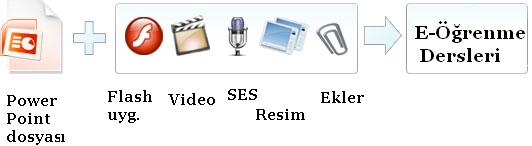 Power
Point
dosyası
Flash
uyg.
Video
SES
Resim
Ekler
E-Öğrenme
Dersleri